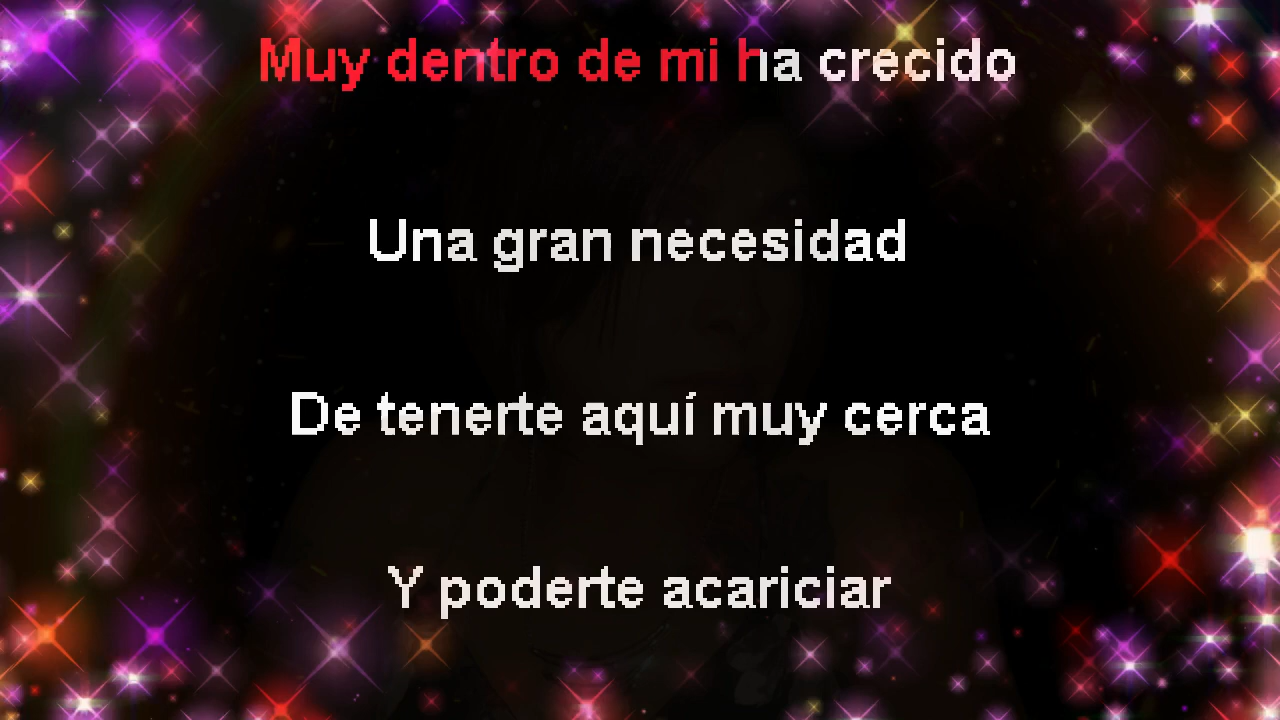 Muy dentro de mi ha crecido
Una gran necesidad
De tenerte aquí muy cerca
Y poderte acariciar